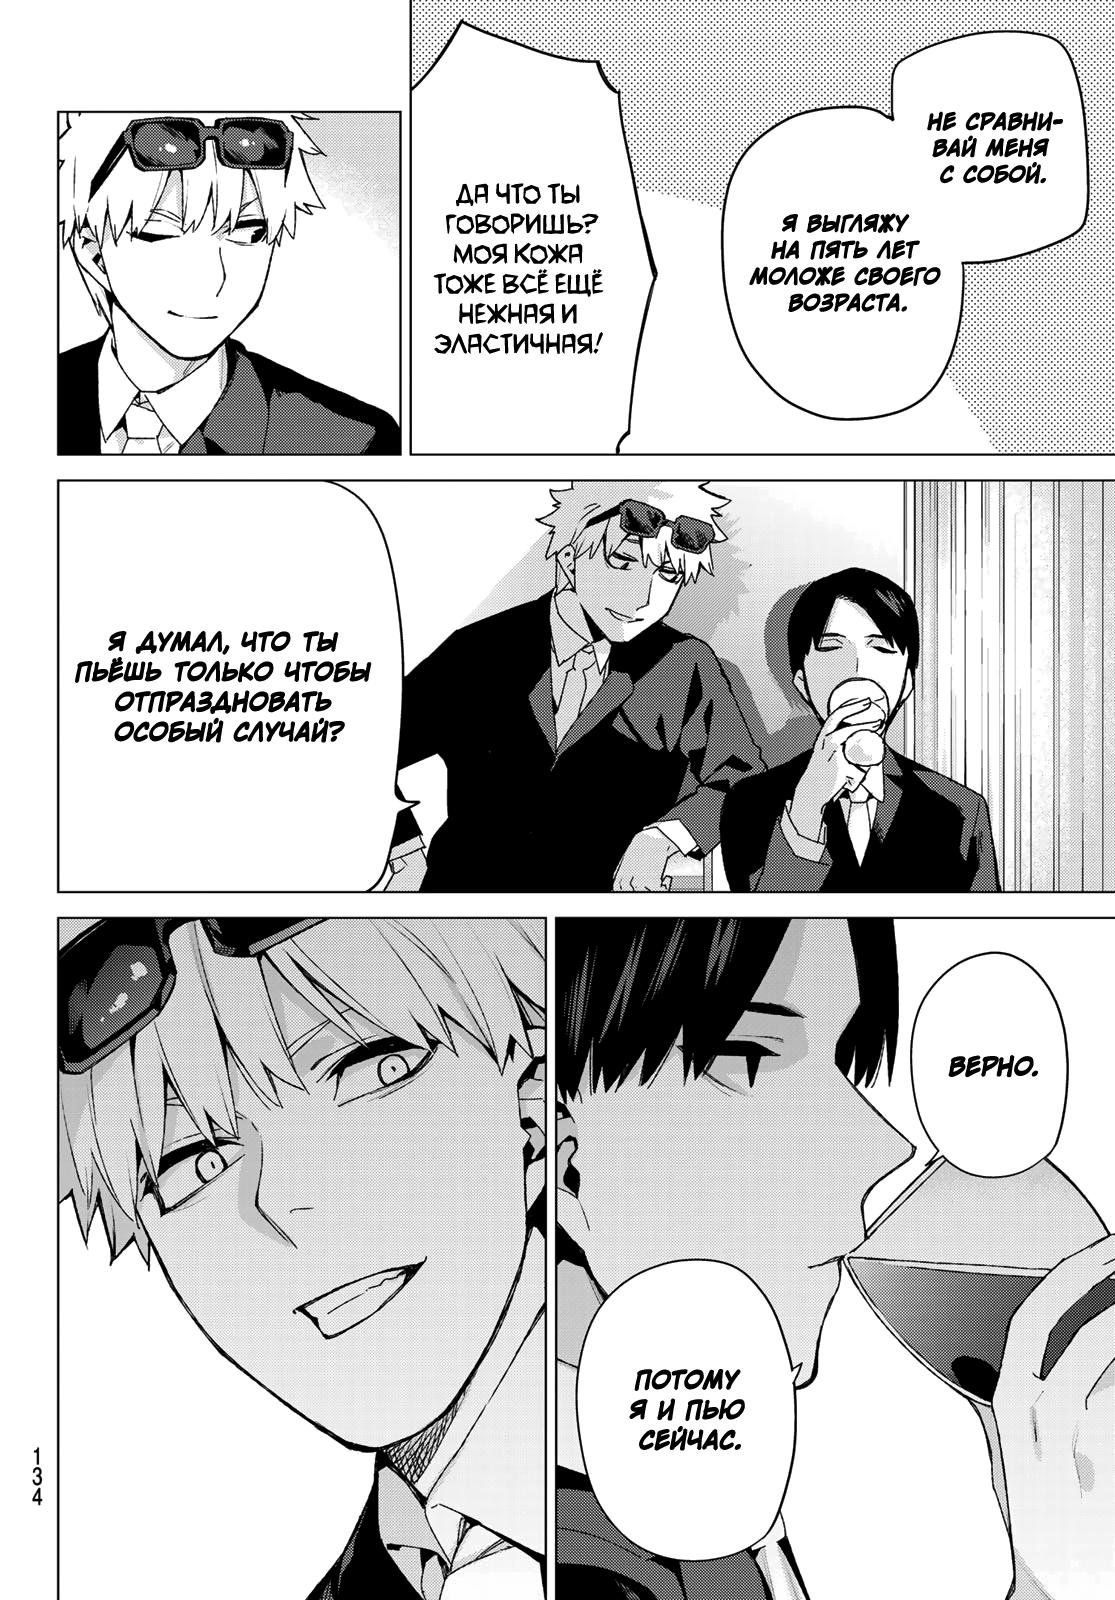 НЕ СРАВНИ-
ВАЙ МЕНЯ
С СОБОЙ.
Я ВЫГЛЯЖУ
НА ПЯТЬ ЛЕТ
МОЛОЖЕ СВОЕГО
ВОЗРАСТА.
ДА ЧТО ТЫ
ГОВОРИШЬ?
МОЯ КОЖА
ТОЖЕ ВСЁ ЕЩЁ
НЕЖНАЯ И
ЭЛАСТИЧНАЯ!
Я ДУМАЛ, ЧТО ТЫ
ПЬЁШЬ ТОЛЬКО ЧТОБЫ
ОТПРАЗДНОВАТЬ
ОСОБЫЙ СЛУЧАЙ?
ВЕРНО.
ПОТОМУ
Я И ПЬЮ
СЕЙЧАС.
134